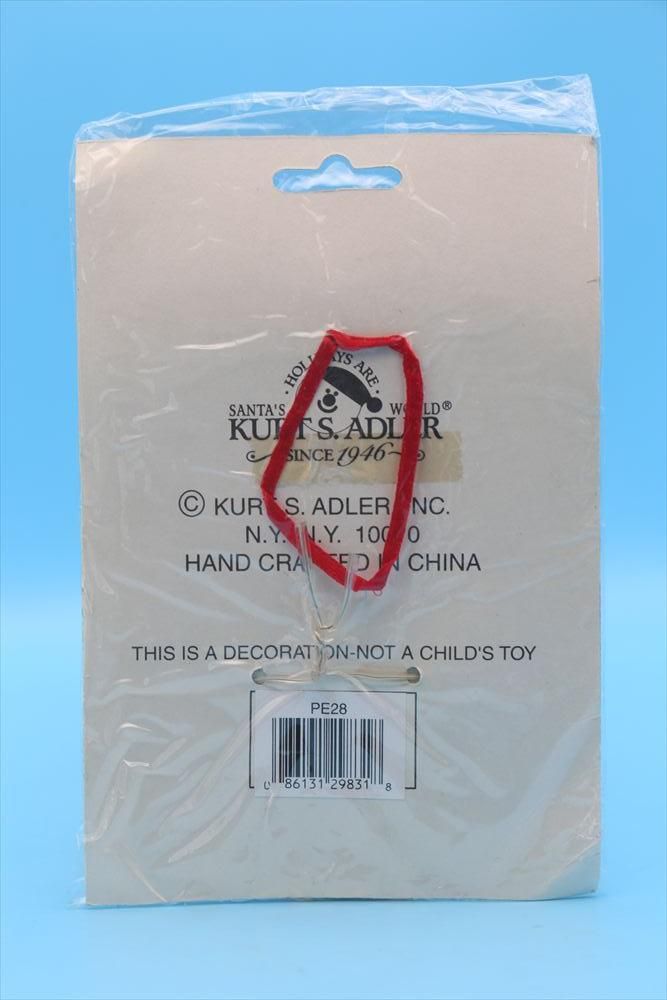 · HOLIDAYS ARE ·
SANTA'S WORLD®
KURT S. ADLER
SINCE 1946
© KURT S. ADLER, INC.
N.Y., N.Y. 10010
HAND CRAFTED IN CHINA
THIS IS A DECORATION-NOT A CHILD'S TOY
PE28
0 86131 29831 8